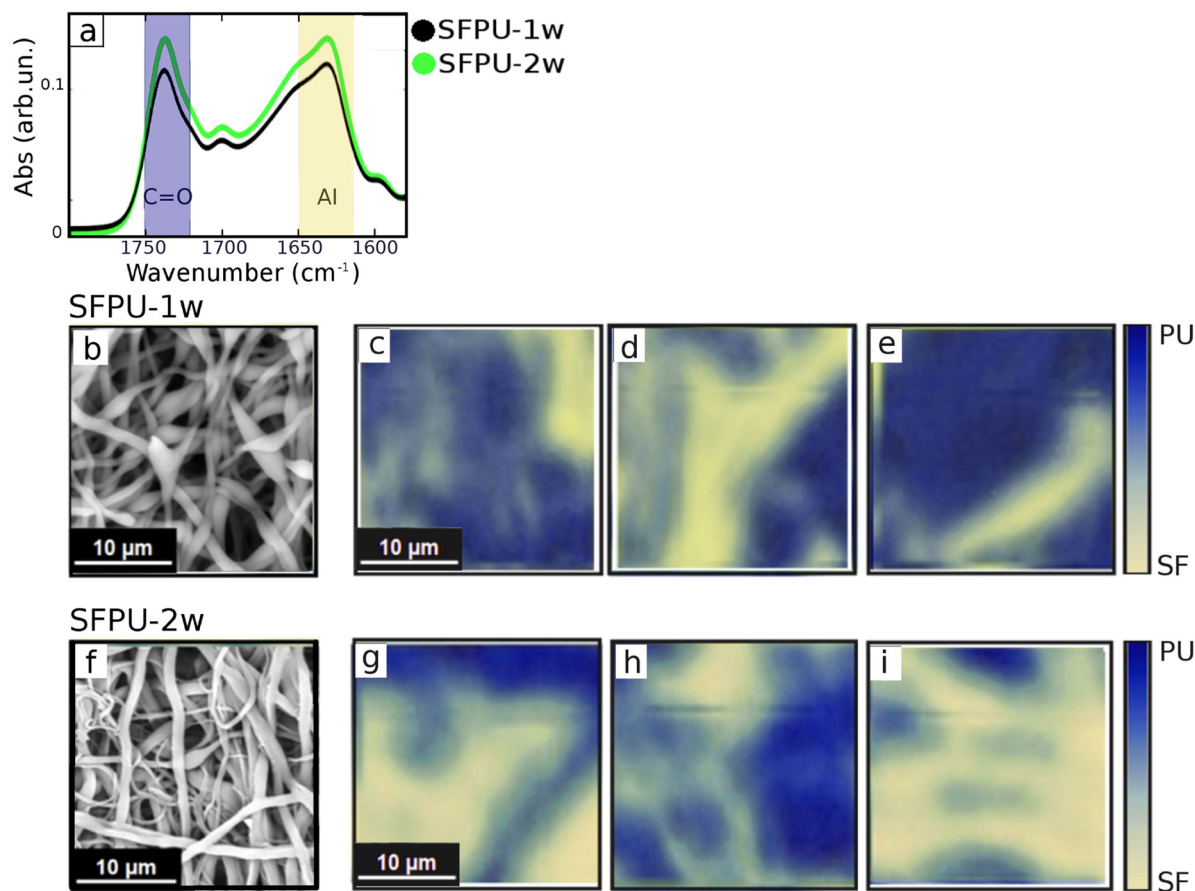 a
SFPU-1w
SFPU-2w
Abs (arb.un.)
0.1
0
C=O
AI
1750 1700 1650 1600
Wavenumber (cm-1)
SFPU-1w
b
10 µm
c
10 µm
d
e
PU
SF
SFPU-2w
f
10 µm
g
10 µm
h
i
PU
SF